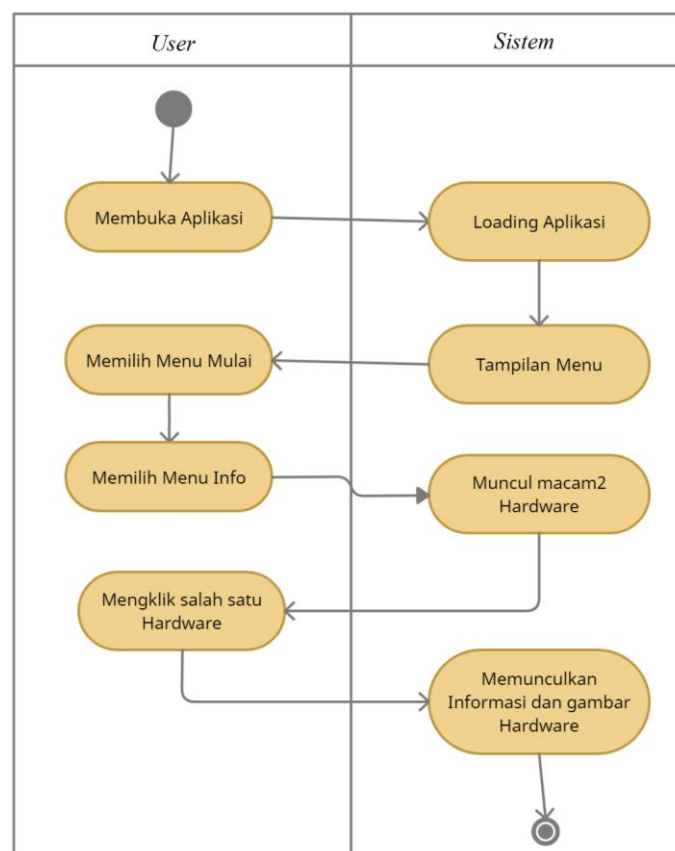 User
Sistem
Membuka Aplikasi
Loading Aplikasi
Memilih Menu Mulai
Tampilan Menu
Memilih Menu Info
Muncul macam2
Hardware
Mengklik salah satu
Hardware
Memunculkan
Informasi dan gambar
Hardware